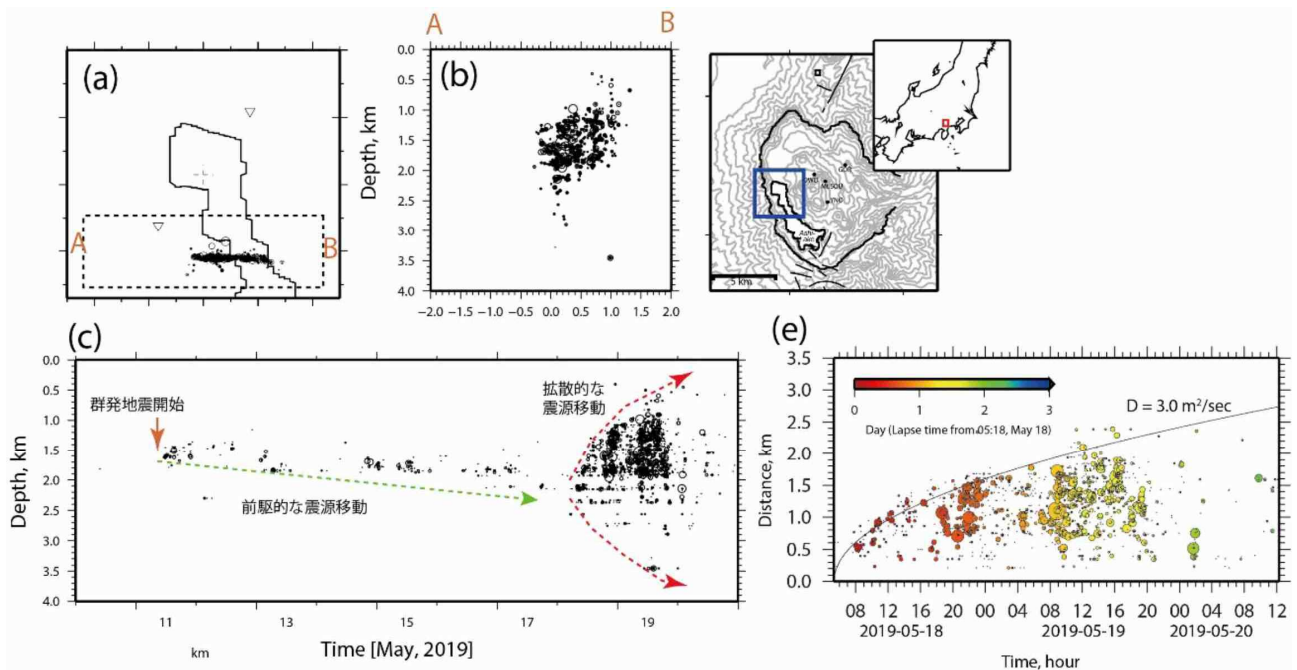 (a)
A
B
A
B
(b)
Depth, km
0.0
0.5
1.0
1.5
2.0
2.5
3.0
3.5
4.0
−2.0 −1.5 −1.0 −0.5 0.0 0.5 1.0 1.5 2.0
5 km
(c)
Depth, km
0.0
0.5
1.0
1.5
2.0
2.5
3.0
3.5
4.0
群発地震開始
前駆的な震源移動
拡散的な
震源移動
11 13 15 17 19
km
Time [May, 2019]
(e)
Distance, km
3.5
3.0
2.5
2.0
1.5
1.0
0.5
0.0
0 1 2 3
Day (Lapse time from 05:18, May 18)
D = 3.0 m²/sec
08 12 16 20 00 04 08 12 16 20 00 04 08 12
2019-05-18 2019-05-19 2019-05-20
Time, hour